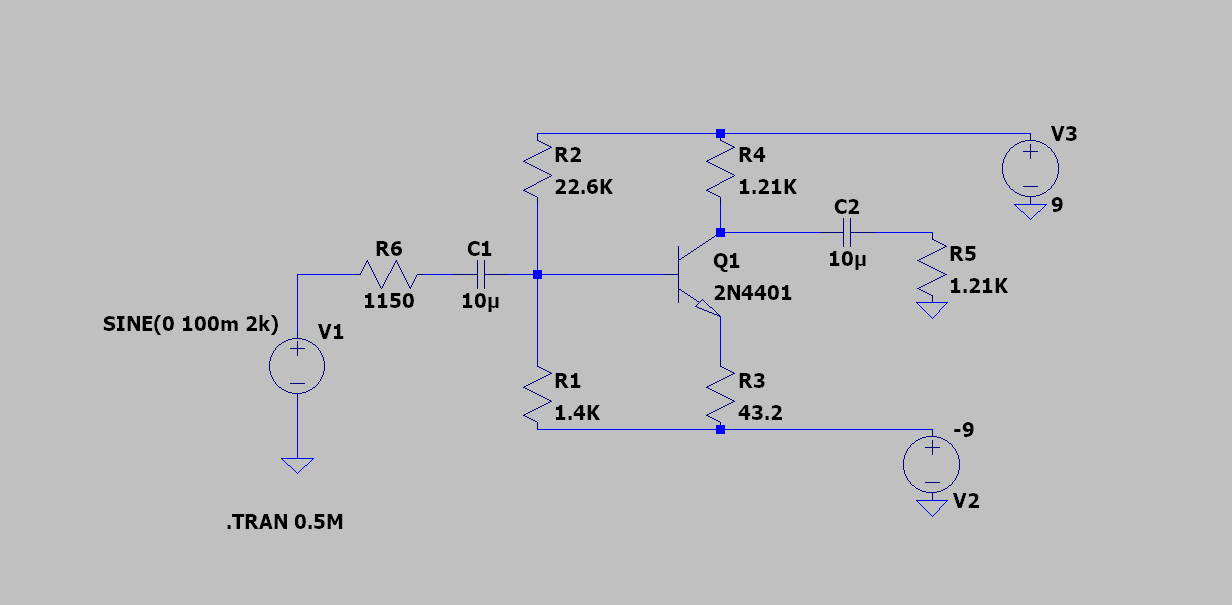 V3
R2
R4
22.6K
1.21K
9
C2
R6
C1
R5
10µ
Q1
1.21K
1150
10µ
2N4401
SINE(0 100m 2k)
V1
R1
R3
1.4K
43.2
-9
V2
.TRAN 0.5M